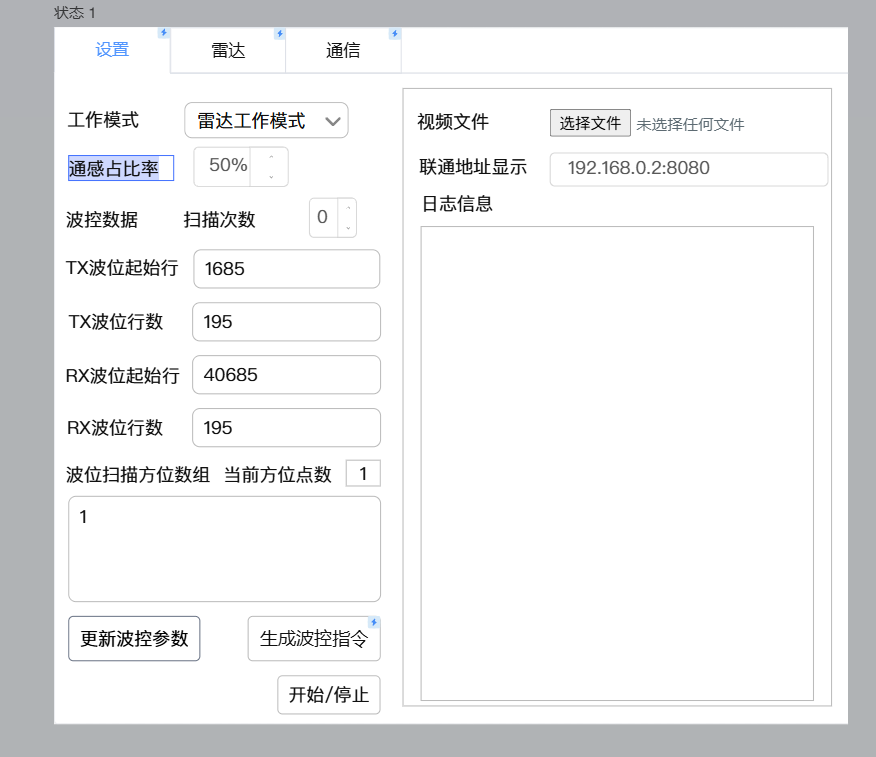 状态 1
设置 雷达 通信
工作模式 雷达工作模式
通感占比率 50%
波控数据 扫描次数 0
TX波位起始行 1685
TX波位行数 195
RX波位起始行 40685
RX波位行数 195
波位扫描方位数组 当前方位点数 1
1
更新波控参数 生成波控指令
开始/停止
视频文件 选择文件 未选择任何文件
联通地址显示 192.168.0.2:8080
日志信息